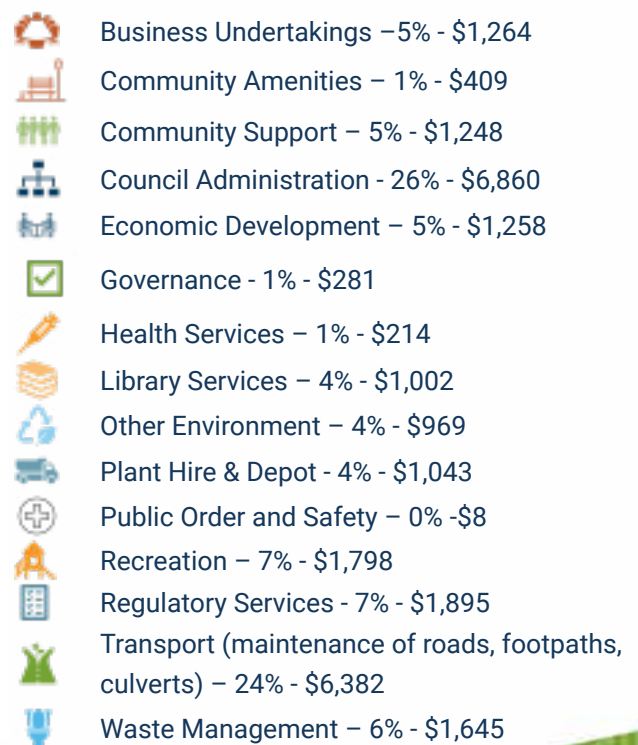 Business Undertakings –5% - $1,264
Community Amenities – 1% - $409
Community Support – 5% - $1,248
Council Administration - 26% - $6,860
Economic Development – 5% - $1,258
Governance - 1% - $281
Health Services – 1% - $214
Library Services – 4% - $1,002
Other Environment – 4% - $969
Plant Hire & Depot - 4% - $1,043
Public Order and Safety – 0% -$8
Recreation – 7% - $1,798
Regulatory Services - 7% - $1,895
Transport (maintenance of roads, footpaths,
culverts) – 24% - $6,382
Waste Management – 6% - $1,645